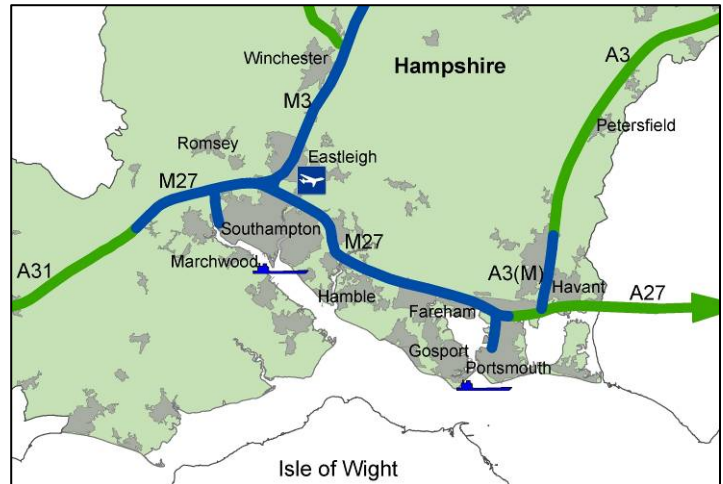 A3
Winchester
Hampshire
M3
Petersfield
Romsey
Eastleigh
M27
Southampton
M27
Marchwood
A31
A3(M)
Havant
Hamble
A27
Fareham
Gosport
Portsmouth
Isle of Wight